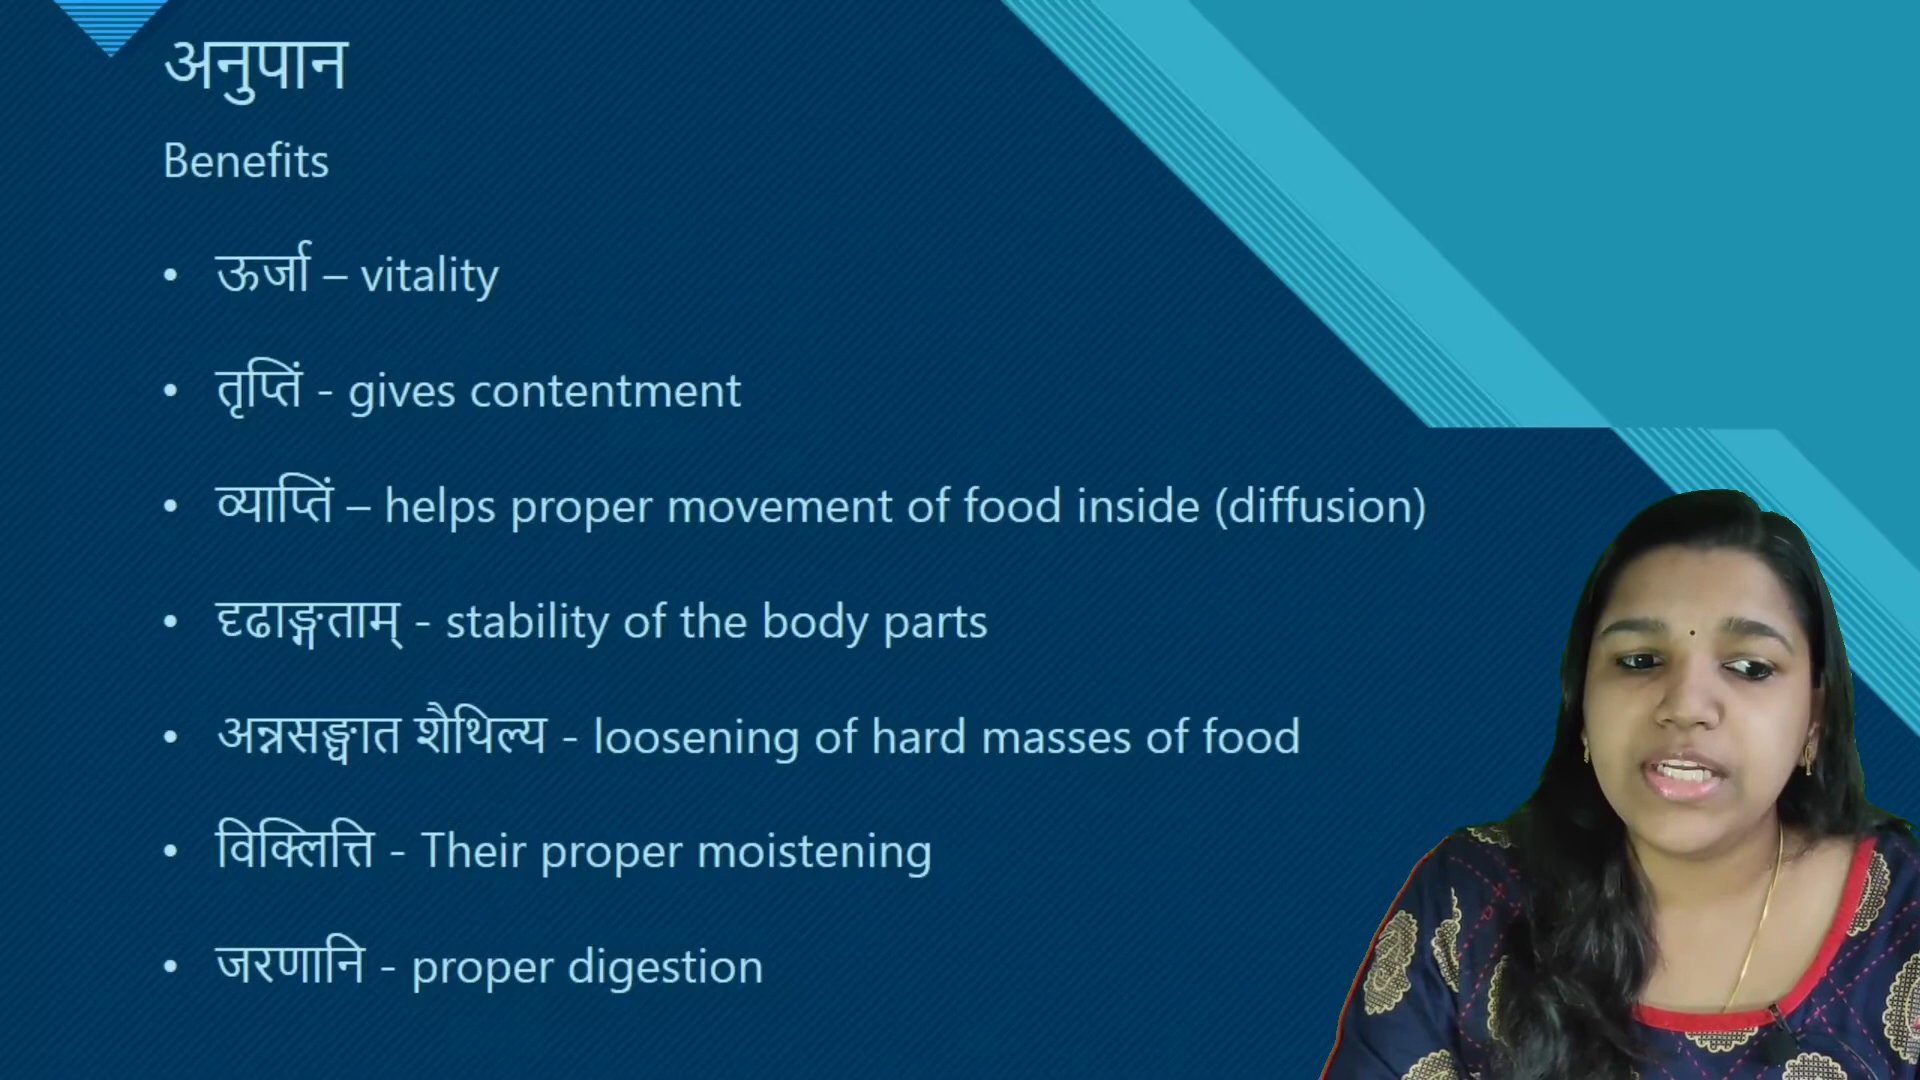 अनुपान
Benefits
• ऊर्जा – vitality
• तृप्तिं - gives contentment
• व्याप्तिं – helps proper movement of food inside (diffusion)
• दृढाङ्गताम् - stability of the body parts
• अन्नसङ्घात शैथिल्य - loosening of hard masses of food
• विक्लित्ति - Their proper moistening
• जरणानि - proper digestion